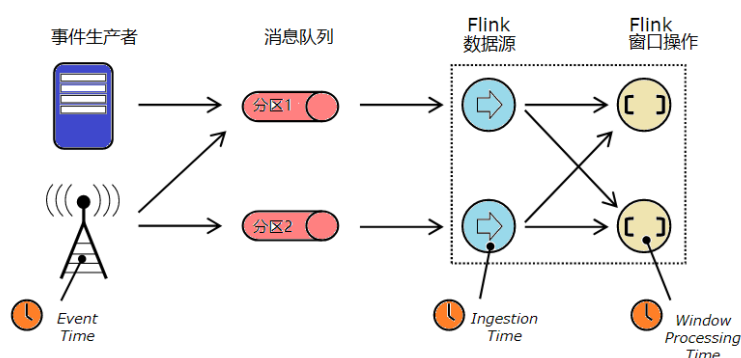 事件生产者
消息队列
Flink
数据源
Flink
窗口操作
分区1
分区2
Event
Time
Ingestion
Time
Window
Processing
Time